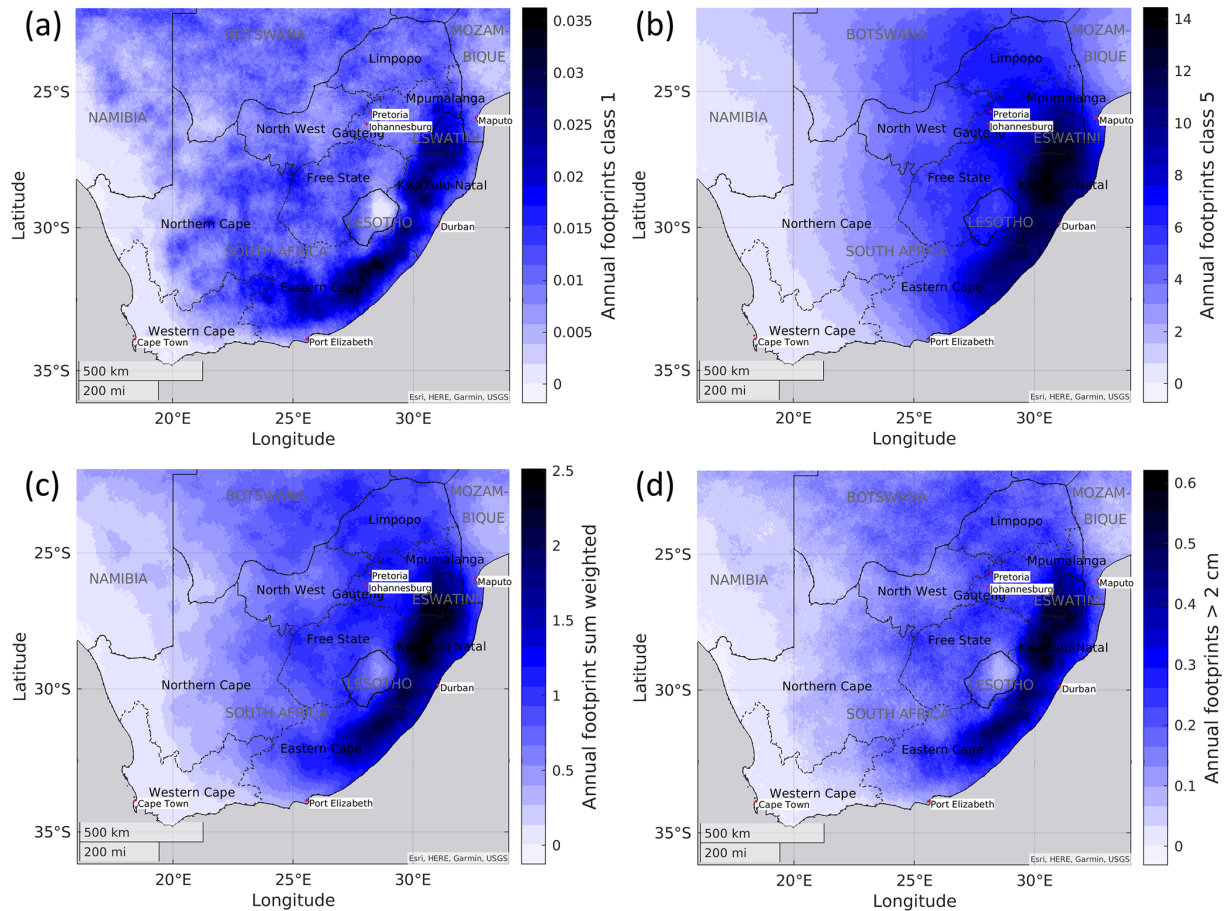 (a)
BOTSWANA
MOZAM-
BIQUE
Limpopo
25°S
Mpumalanga
NAMIBIA
Pretoria
Maputo
North West
Gauteng
Johannesburg
ESWATINI
Free State
KwaZulu-Natal
Northern Cape
LESOTHO
Durban
30°S
SOUTH AFRICA
Eastern Cape
Western Cape
Cape Town
Port Elizabeth
35°S
500 km
200 mi
Esri, HERE, Garmin, USGS
20°E
25°E
30°E
Longitude
Latitude
0.035
0.03
0.025
0.02
0.015
0.01
0.005
0
Annual footprints class 1
(b)
BOTSWANA
MOZAM-
BIQUE
Limpopo
25°S
Mpumalanga
NAMIBIA
Pretoria
Maputo
North West
Gauteng
Johannesburg
ESWATINI
Free State
KwaZulu-Natal
Northern Cape
LESOTHO
Durban
30°S
SOUTH AFRICA
Eastern Cape
Western Cape
Cape Town
Port Elizabeth
35°S
500 km
200 mi
Esri, HERE, Garmin, USGS
20°E
25°E
30°E
Longitude
Latitude
14
12
10
8
6
4
2
0
Annual footprints class 5
(c)
BOTSWANA
MOZAM-
BIQUE
Limpopo
25°S
Mpumalanga
NAMIBIA
Pretoria
Maputo
North West
Gauteng
Johannesburg
ESWATINI
Free State
KwaZulu-Natal
Northern Cape
LESOTHO
Durban
30°S
SOUTH AFRICA
Eastern Cape
Western Cape
Cape Town
Port Elizabeth
35°S
500 km
200 mi
Esri, HERE, Garmin, USGS
20°E
25°E
30°E
Longitude
Latitude
2.5
2
1.5
1
0.5
0
Annual footprint sum weighted
(d)
BOTSWANA
MOZAM-
BIQUE
Limpopo
25°S
Mpumalanga
NAMIBIA
Pretoria
Maputo
North West
Gauteng
Johannesburg
ESWATINI
Free State
KwaZulu-Natal
Northern Cape
LESOTHO
Durban
30°S
SOUTH AFRICA
Eastern Cape
Western Cape
Cape Town
Port Elizabeth
35°S
500 km
200 mi
Esri, HERE, Garmin, USGS
20°E
25°E
30°E
Longitude
Latitude
0.6
0.5
0.4
0.3
0.2
0.1
0
Annual footprints > 2 cm